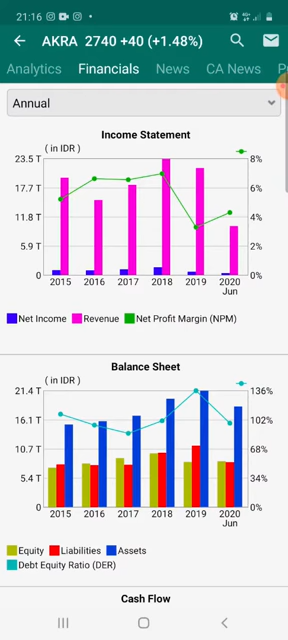 21:16
AKRA 2740 +40 (+1.48%)
Analytics Financials News CA News
Annual
Income Statement
( in IDR )
23.5 T 8%
17.7 T 6%
11.8 T 4%
5.9 T 2%
0 0%
2015 2016 2017 2018 2019 2020
Jun
Net Income Revenue Net Profit Margin (NPM)
Balance Sheet
( in IDR )
21.4 T 136%
16.1 T 102%
10.7 T 68%
5.4 T 34%
0 0%
2015 2016 2017 2018 2019 2020
Jun
Equity Liabilities Assets
Debt Equity Ratio (DER)
Cash Flow